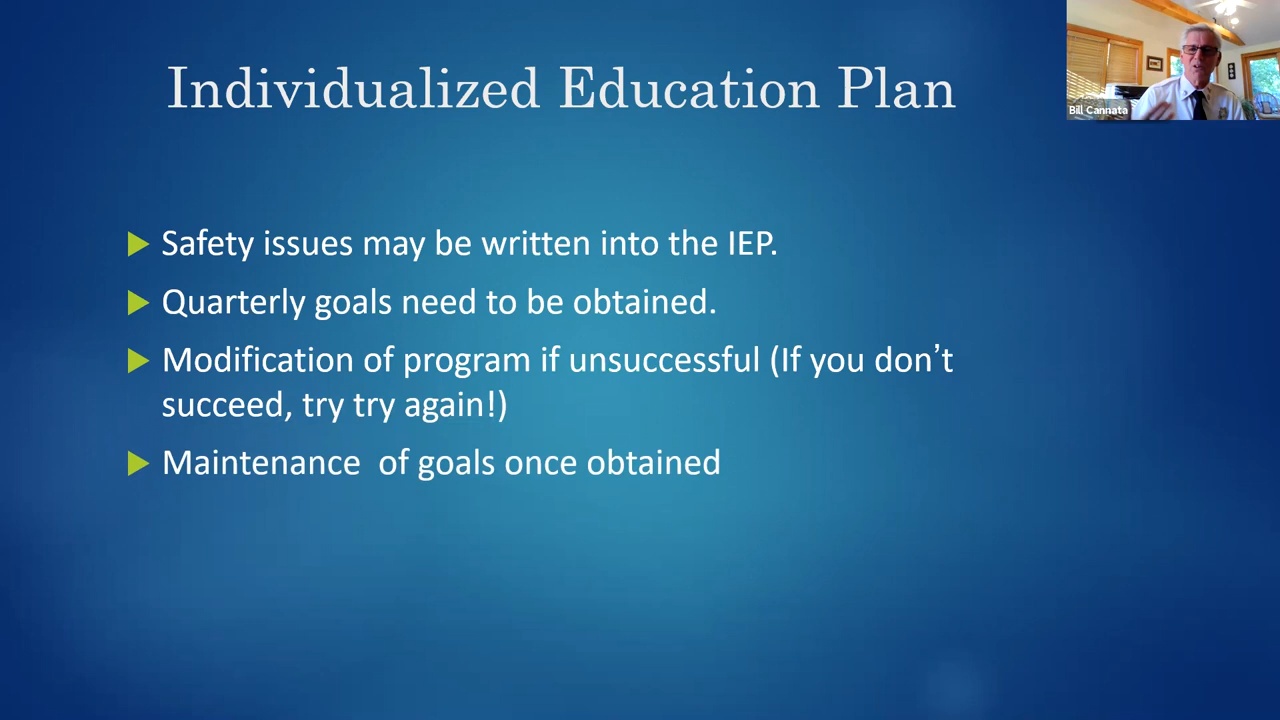 Individualized Education Plan
Bill Cannata
Safety issues may be written into the IEP.
Quarterly goals need to be obtained.
Modification of program if unsuccessful (If you don’t
succeed, try try again!)
Maintenance  of goals once obtained